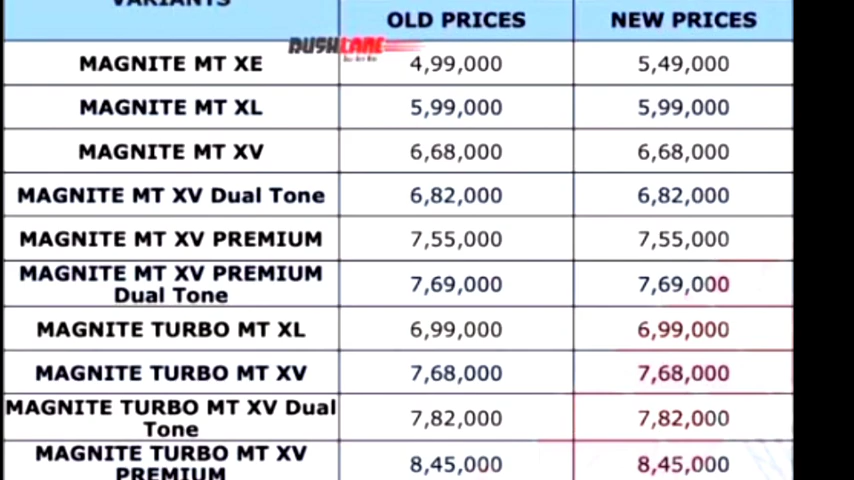 VARIANTS OLD PRICES NEW PRICES
RUSHLANE
MAGNITE MT XE 4,99,000 5,49,000
MAGNITE MT XL 5,99,000 5,99,000
MAGNITE MT XV 6,68,000 6,68,000
MAGNITE MT XV Dual Tone 6,82,000 6,82,000
MAGNITE MT XV PREMIUM 7,55,000 7,55,000
MAGNITE MT XV PREMIUM
Dual Tone 7,69,000 7,69,000
MAGNITE TURBO MT XL 6,99,000 6,99,000
MAGNITE TURBO MT XV 7,68,000 7,68,000
MAGNITE TURBO MT XV Dual
Tone 7,82,000 7,82,000
MAGNITE TURBO MT XV
PREMIUM 8,45,000 8,45,000